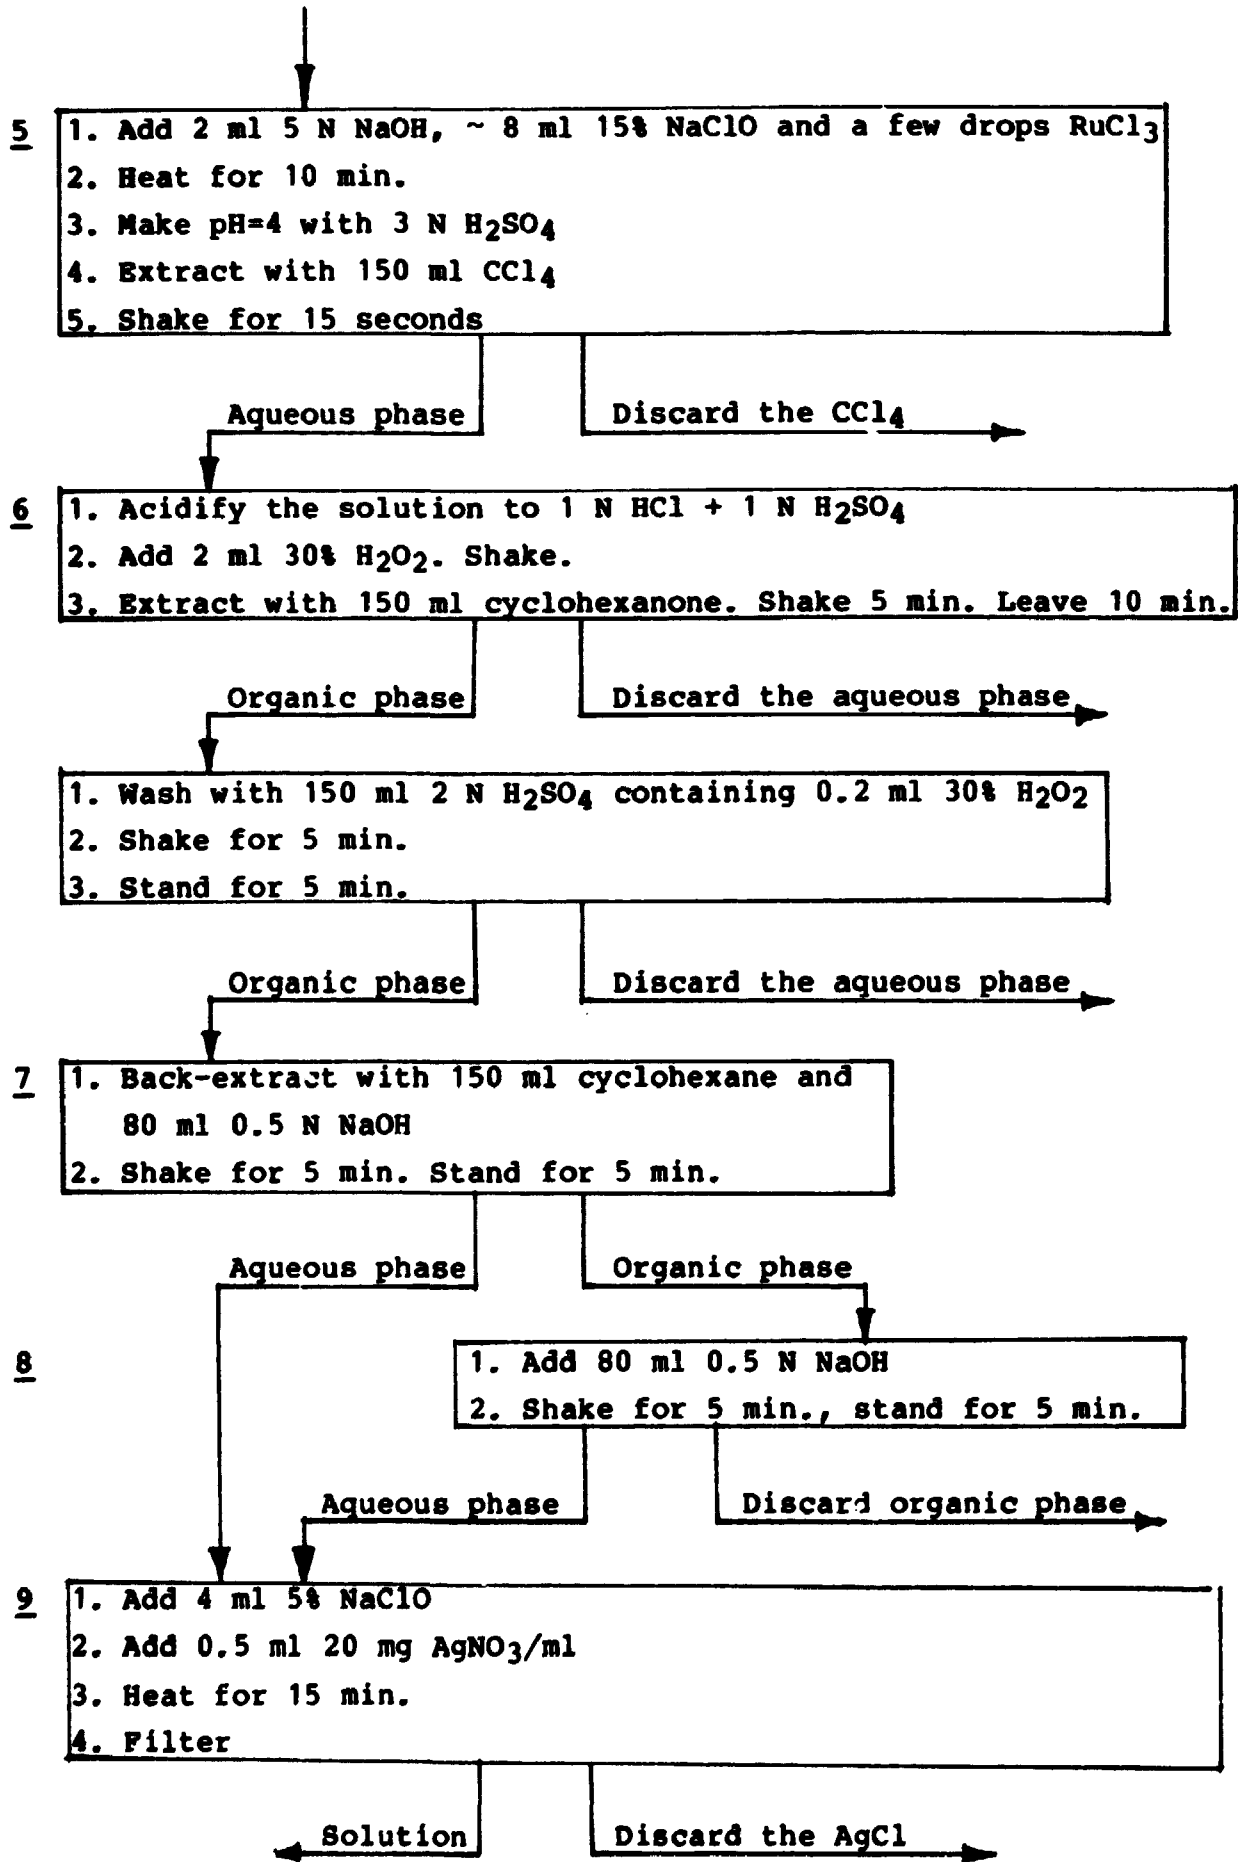 5
1. Add 2 ml 5 N NaOH, ~ 8 ml 15% NaClO and a few drops RuCl3
2. Heat for 10 min.
3. Make pH=4 with 3 N H2SO4
4. Extract with 150 ml CCl4
5. Shake for 15 seconds
Aqueous phase
Discard the CCl4
6
1. Acidify the solution to 1 N HCl + 1 N H2SO4
2. Add 2 ml 30% H2O2. Shake.
3. Extract with 150 ml cyclohexanone. Shake 5 min. Leave 10 min.
Organic phase
Discard the aqueous phase
1. Wash with 150 ml 2 N H2SO4 containing 0.2 ml 30% H2O2
2. Shake for 5 min.
3. Stand for 5 min.
Organic phase
Discard the aqueous phase
7
1. Back-extract with 150 ml cyclohexane and
80 ml 0.5 N NaOH
2. Shake for 5 min. Stand for 5 min.
Aqueous phase
Organic phase
8
1. Add 80 ml 0.5 N NaOH
2. Shake for 5 min., stand for 5 min.
Aqueous phase
Discard organic phase
9
1. Add 4 ml 5% NaClO
2. Add 0.5 ml 20 mg AgNO3/ml
3. Heat for 15 min.
4. Filter
Solution
Discard the AgCl